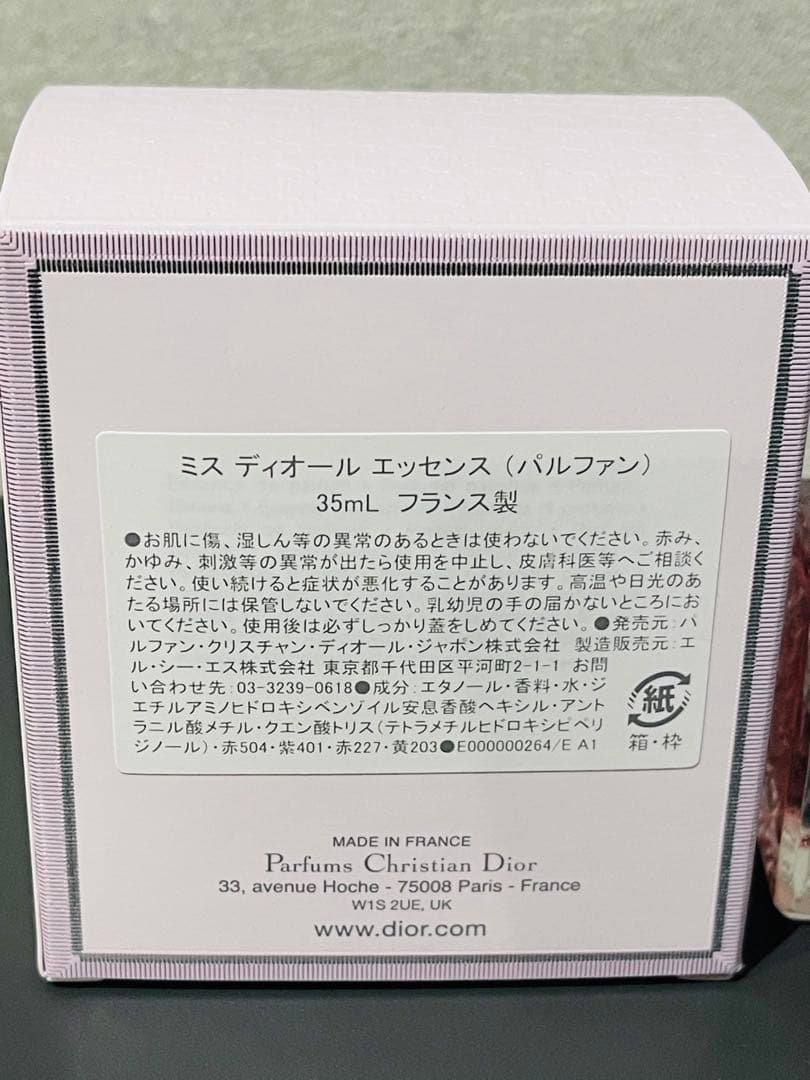 ミス ディオール エッセンス（パルファン）
35mL フランス製
●お肌に傷、湿しん等の異常のあるときは使わないでください。赤み、
かゆみ、刺激等の異常が出たら使用を中止し、皮膚科医等へご相談く
ださい。使い続けると症状が悪化することがあります。高温や日光のあ
たる場所には保管しないでください。乳幼児の手の届かないところにお
いてください。使用後は必ずしっかり蓋をしめてください。●発売元：パ
ルファン・クリスチャン・ディオール・ジャポン株式会社 製造販売元：エ
ル・シー・エス株式会社 東京都千代田区平河町2-1-1 お問
い合わせ先：03-3239-0618●成分：エタノール・香料・水・ジ
エチルアミノヒドロキシベンゾイル安息香酸ヘキシル・アント
ラニル酸メチル・クエン酸トリス（テトラメチルヒドロキシピペリ
ジノール）・赤504・紫401・赤227・黄203●E000000264/E A1
紙
箱・枠
MADE IN FRANCE
Parfums Christian Dior
33, avenue Hoche - 75008 Paris - France
W1S 2UE, UK
www.dior.com